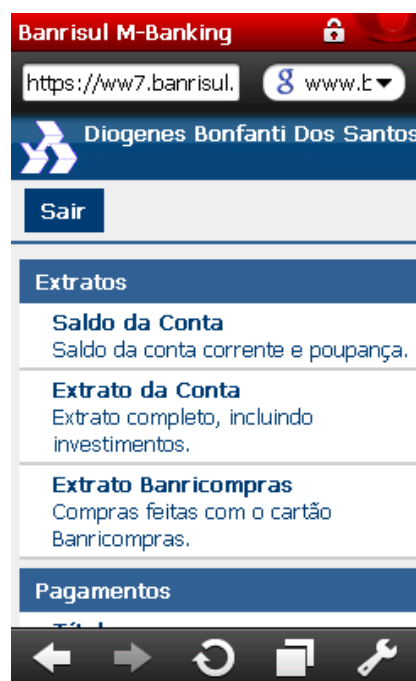 Banrisul M-Banking
https://ww7.banrisul.
www.b
Diogenes Bonfanti Dos Santos
Sair
Extratos
Saldo da Conta
Saldo da conta corrente e poupança.
Extrato da Conta
Extrato completo, incluindo
investimentos.
Extrato Banricompras
Compras feitas com o cartão
Banricompras.
Pagamentos